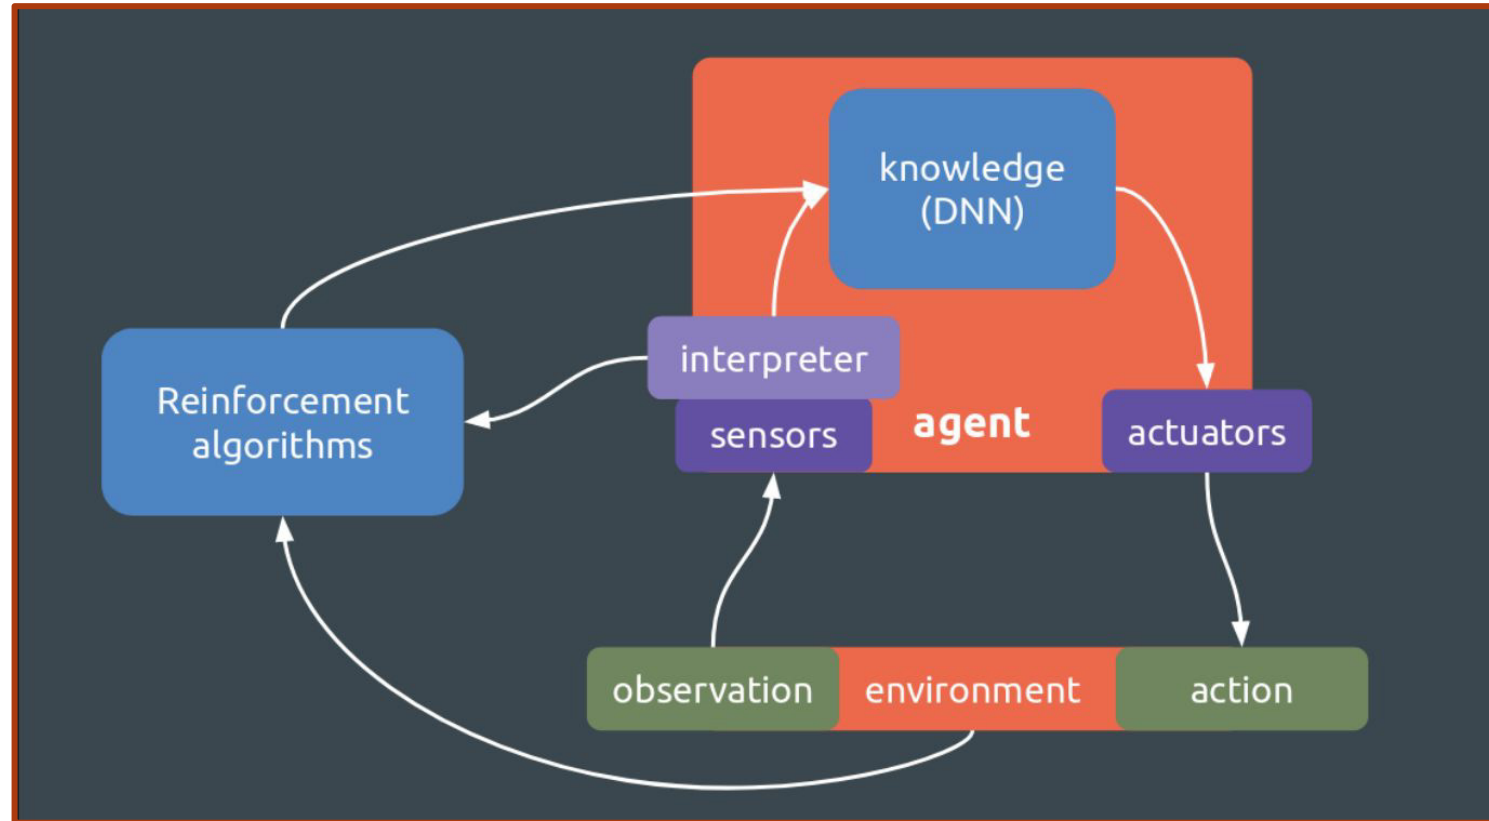 knowledge
(DNN)
interpreter
Reinforcement
algorithms
sensors
agent
actuators
observation
environment
action